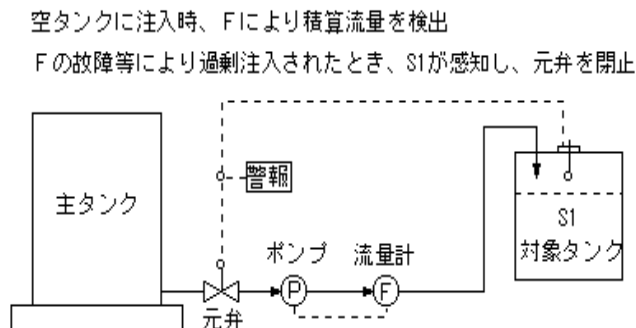 空タンクに注入時、Fにより積算流量を検出
Fの故障等により過剰注入されたとき、S1が感知し、元弁を閉止
警報
主タンク
S1
対象タンク
ポンプ 流量計
P F
元弁